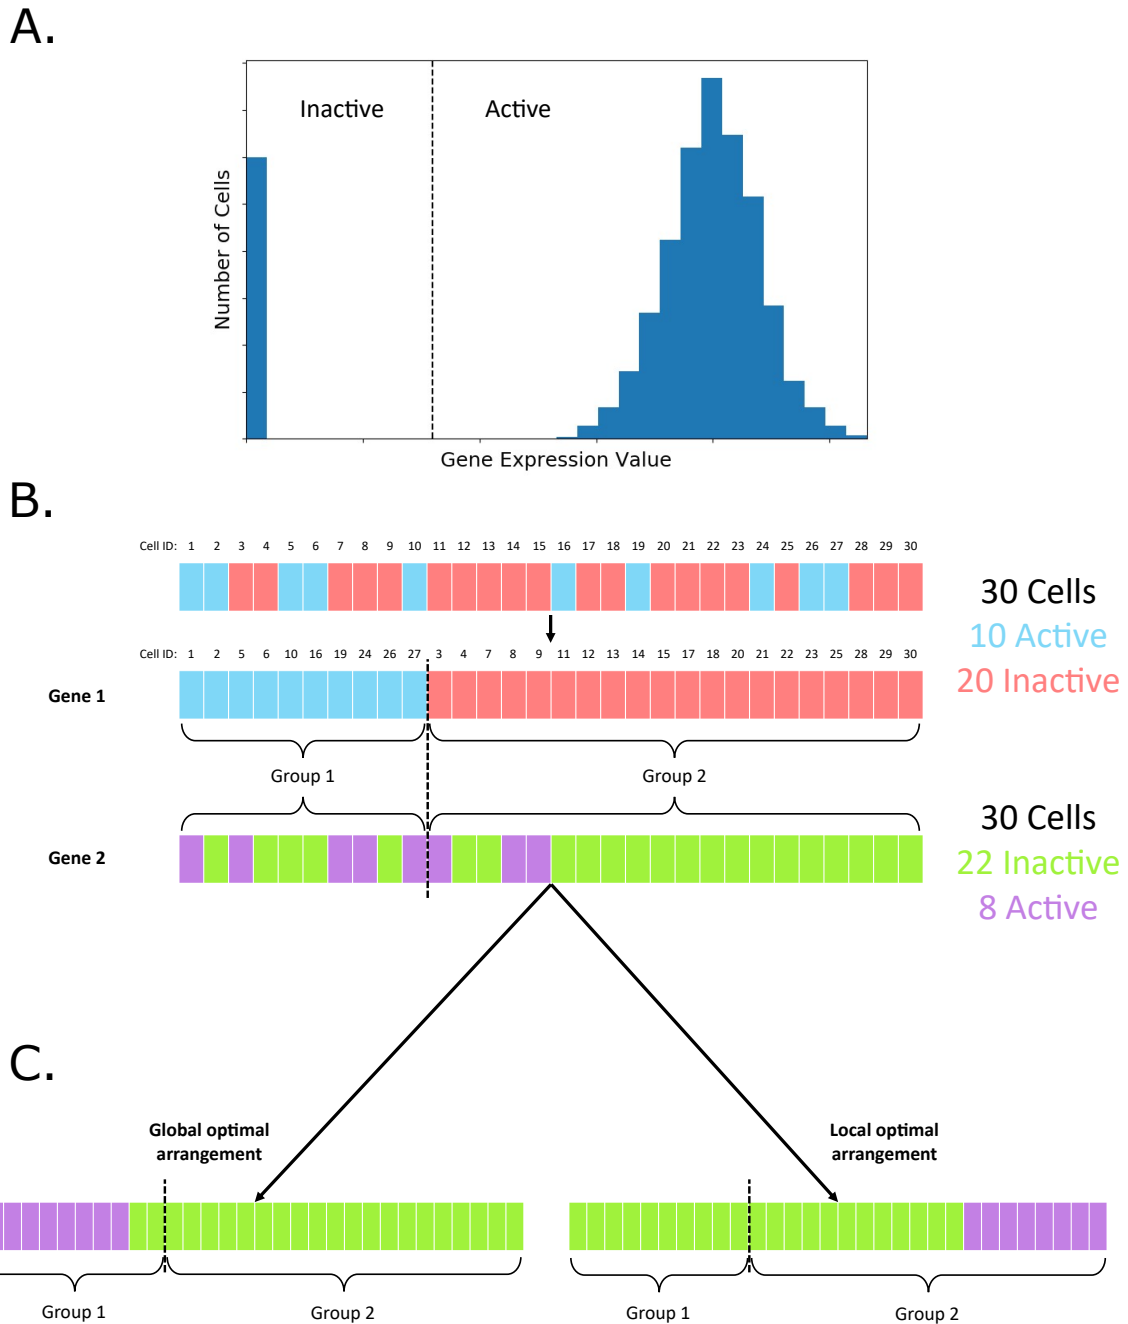 A.
Inactive
Active
Number of Cells
Gene Expression Value
B.
Cell ID: 1 2 3 4 5 6 7 8 9 10 11 12 13 14 15 16 17 18 19 20 21 22 23 24 25 26 27 28 29 30
30 Cells
10 Active
20 Inactive
Cell ID: 1 2 5 6 10 16 19 24 26 27 3 4 7 8 9 11 12 13 14 15 17 18 20 21 22 23 25 28 29 30
Gene 1
Group 1
Group 2
30 Cells
22 Inactive
8 Active
Gene 2
C.
Global optimal
arrangement
Local optimal
arrangement
Group 1
Group 2
Group 1
Group 2